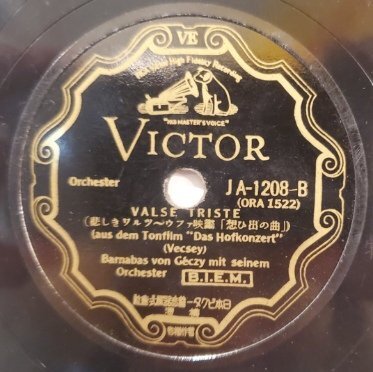 VE
"HIS MASTER'S VOICE"
VICTOR
Orchester
JA-1208-B
(ORA 1522)
VALSE TRISTE
(悲しきワルツ～ウファ映画「想ひ出の曲」)
(aus dem Tonfilm "Das Hofkonzert"
(Vecsey)
Barnabas von Géczy mit seinem
Orchester
B.I.E.M.